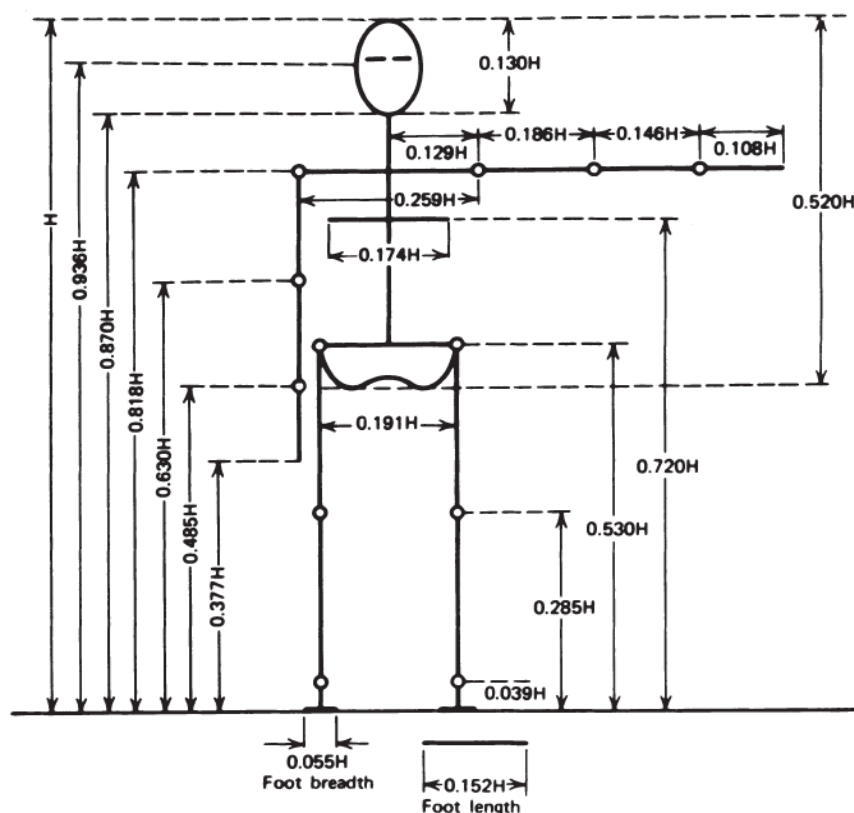 0.130H
0.186H
0.146H
0.129H
0.108H
0.259H
0.520H
H
0.936H
0.174H
0.870H
0.818H
0.630H
0.191H
0.720H
0.485H
0.530H
0.377H
0.285H
0.039H
0.055H
Foot breadth
0.152H
Foot length